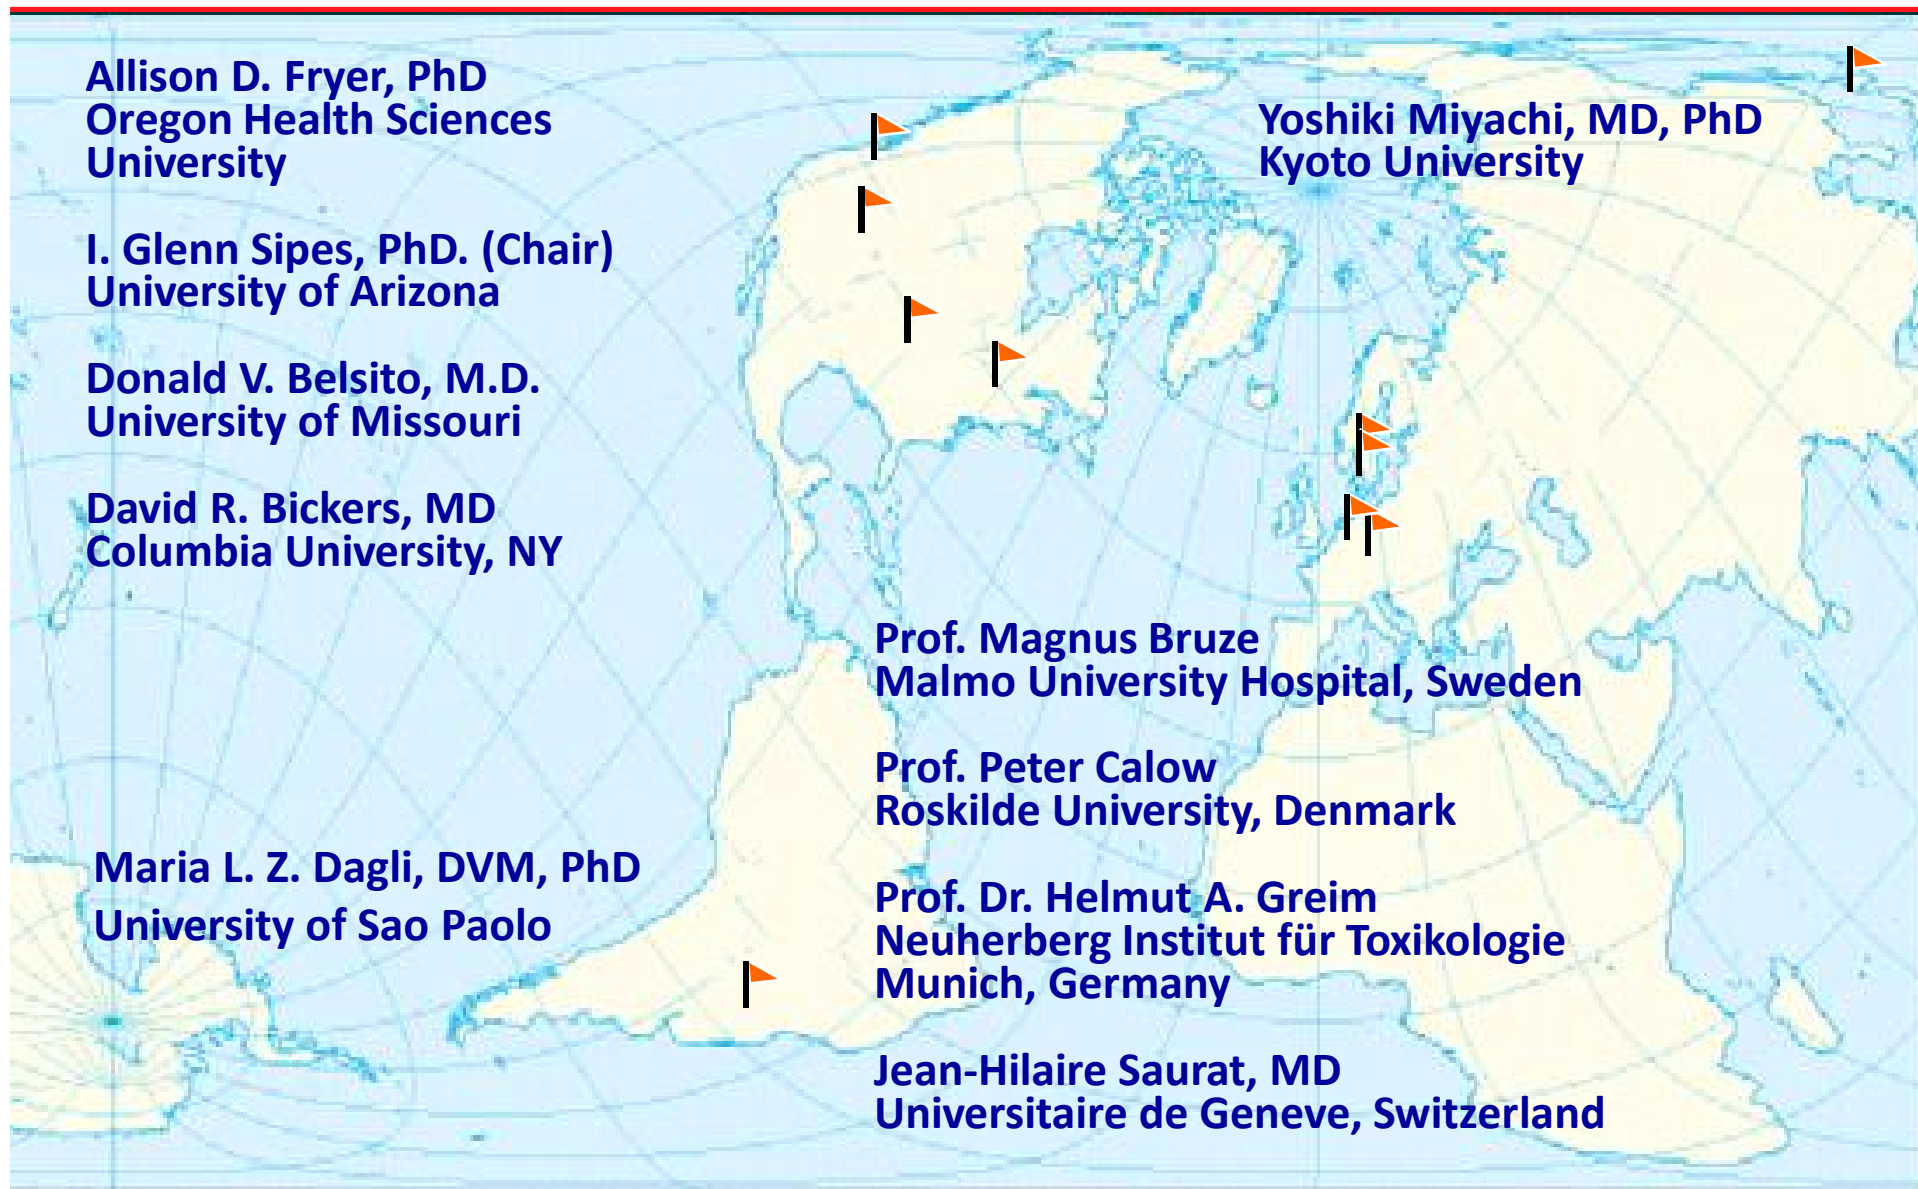 Allison D. Fryer, PhD
Oregon Health Sciences
University
I. Glenn Sipes, PhD. (Chair)
University of Arizona
Donald V. Belsito, M.D.
University of Missouri
David R. Bickers, MD
Columbia University, NY
Maria L. Z. Dagli, DVM, PhD
University of Sao Paolo
Yoshiki Miyachi, MD, PhD
Kyoto University
Prof. Magnus Bruze
Malmo University Hospital, Sweden
Prof. Peter Calow
Roskilde University, Denmark
Prof. Dr. Helmut A. Greim
Neuherberg Institut für Toxikologie
Munich, Germany
Jean-Hilaire Saurat, MD
Universitaire de Geneve, Switzerland